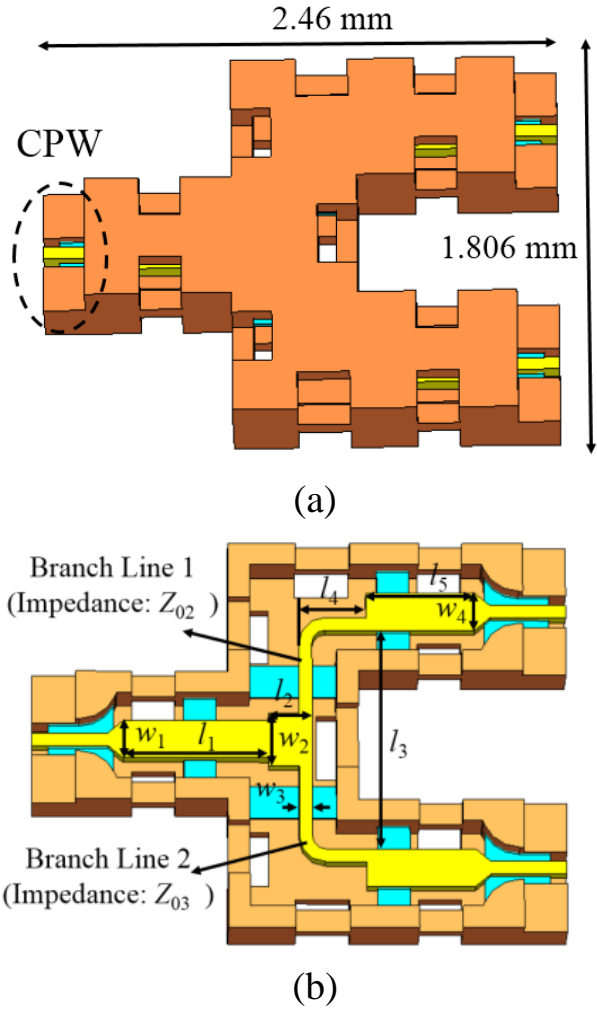 2.46 mm
CPW
1.806 mm
(a)
Branch Line 1
(Impedance: Z02 )
l4
l5
w4
l2
w1
l1
w2
l3
w3
Branch Line 2
(Impedance: Z03 )
(b)